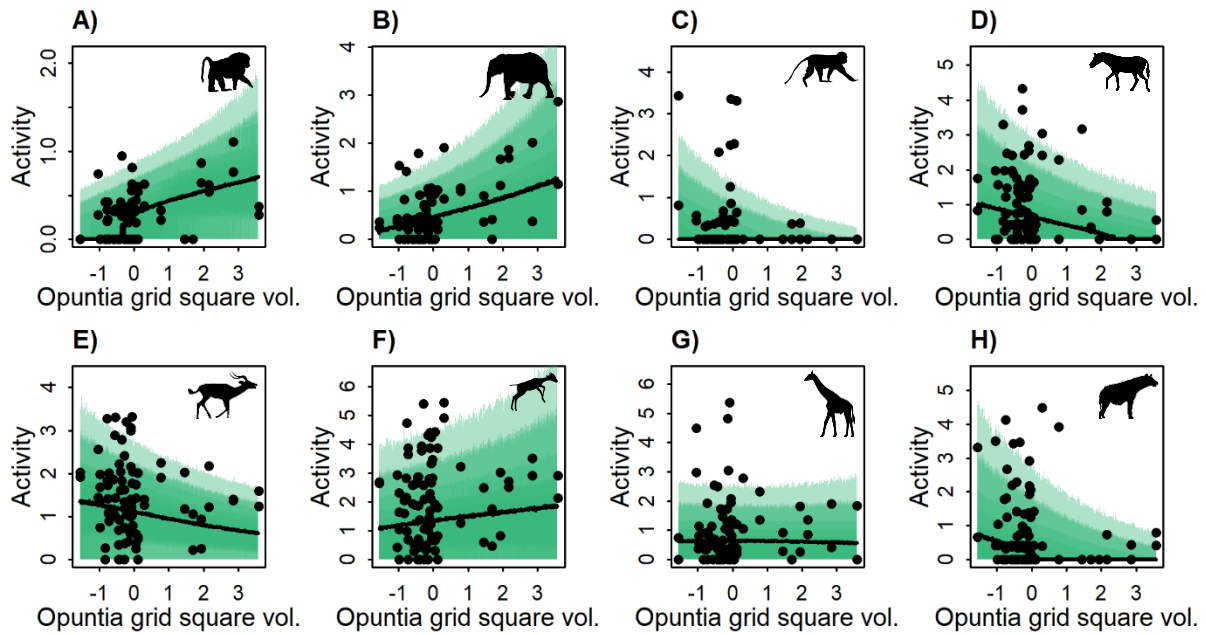 A) B) C) D)
Activity 0.0 1.0 2.0
Activity 0 1 2 3 4
Activity 0 1 2 3 4
Activity 0 1 2 3 4 5
-1 0 1 2 3 -1 0 1 2 3 -1 0 1 2 3 -1 0 1 2 3
Opuntia grid square vol. Opuntia grid square vol. Opuntia grid square vol. Opuntia grid square vol.
E) F) G) H)
Activity 0 1 2 3 4
Activity 0 1 2 3 4 5 6
Activity 0 1 2 3 4 5 6
Activity 0 1 2 3 4 5
-1 0 1 2 3 -1 0 1 2 3 -1 0 1 2 3 -1 0 1 2 3
Opuntia grid square vol. Opuntia grid square vol. Opuntia grid square vol. Opuntia grid square vol.